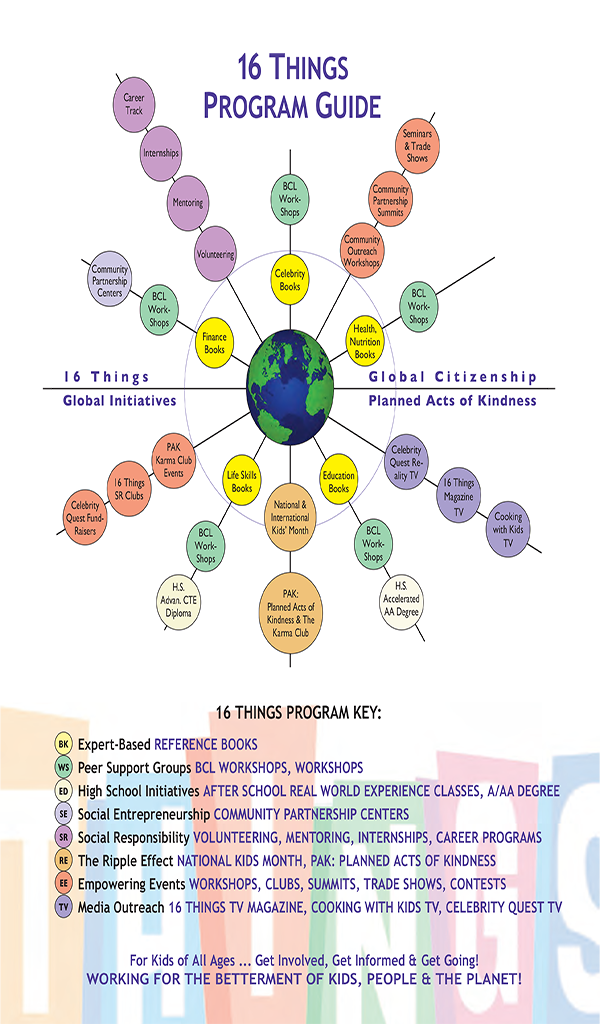 16 THINGS
PROGRAM GUIDE
Career
Track
Internships
Mentoring
Volunteering
BCL
Work-
Shops
Celebrity
Books
Seminars
& Trade
Shows
Community
Partnership
Summits
Community
Outreach
Workshops
Community
Partnership
Centers
BCL
Work-
Shops
Finance
Books
BCL
Work-
Shops
Health,
Nutrition
Books
16 Things
Global Initiatives
Global Citizenship
Planned Acts of Kindness
PAK
Karma Club
Events
16 Things
SR Clubs
Celebrity
Quest Fund-
Raisers
Life Skills
Books
BCL
Work-
Shops
H.S.
Advan. CTE
Diploma
National &
International
Kids' Month
PAK:
Planned Acts of
Kindness & The
Karma Club
Education
Books
BCL
Work-
Shops
H.S.
Accelerated
AA Degree
Celebrity
Quest Re-
ality TV
16 Things
Magazine
TV
Cooking
with Kids
TV
16 THINGS PROGRAM KEY:
BK Expert-Based REFERENCE BOOKS
WS Peer Support Groups BCL WORKSHOPS, WORKSHOPS
ED High School Initiatives AFTER SCHOOL REAL WORLD EXPERIENCE CLASSES, A/AA DEGREE
SE Social Entrepreneurship COMMUNITY PARTNERSHIP CENTERS
SR Social Responsibility VOLUNTEERING, MENTORING, INTERNSHIPS, CAREER PROGRAMS
RE The Ripple Effect NATIONAL KIDS MONTH, PAK: PLANNED ACTS OF KINDNESS
EE Empowering Events WORKSHOPS, CLUBS, SUMMITS, TRADE SHOWS, CONTESTS
TV Media Outreach 16 THINGS TV MAGAZINE, COOKING WITH KIDS TV, CELEBRITY QUEST TV
For Kids of All Ages ... Get Involved, Get Informed & Get Going!
WORKING FOR THE BETTERMENT OF KIDS, PEOPLE & THE PLANET!
THINGS